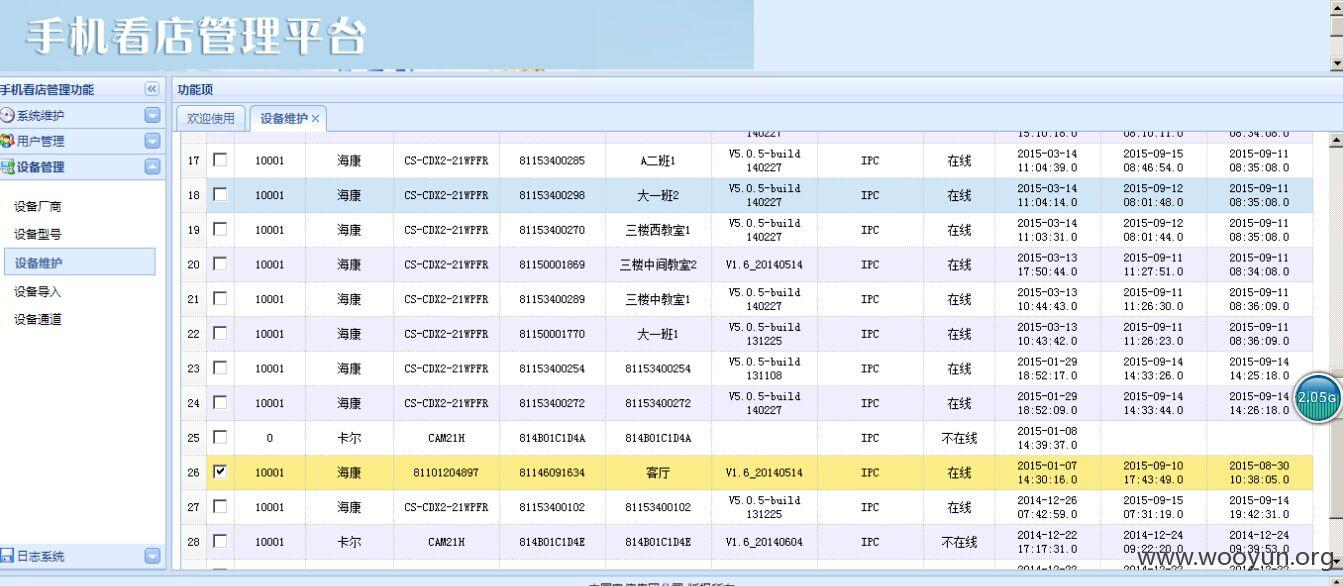 手机看店管理平台
手机看店管理功能
系统维护
用户管理
设备管理
设备厂商
设备型号
设备维护
设备导入
设备通道
日志系统
功能项
欢迎使用 设备维护
140227 15:10:18.0 08:10:11.0 08:34:08.0
17 10001 海康 CS-CDX2-21WPFR 81153400285 A二班1 V5.0.5-build 140227 IPC 在线 2015-03-14 11:04:39.0 2015-09-15 08:46:54.0 2015-09-11 08:35:08.0
18 10001 海康 CS-CDX2-21WPFR 81153400298 大一班2 V5.0.5-build 140227 IPC 在线 2015-03-14 11:04:14.0 2015-09-12 08:01:48.0 2015-09-11 08:35:08.0
19 10001 海康 CS-CDX2-21WPFR 81153400270 三楼西教室1 V5.0.5-build 140227 IPC 在线 2015-03-14 11:03:31.0 2015-09-12 08:01:44.0 2015-09-11 08:35:08.0
20 10001 海康 CS-CDX2-21WPFR 81150001869 三楼中间教室2 V1.6_20140514 IPC 在线 2015-03-13 17:50:44.0 2015-09-11 11:27:51.0 2015-09-11 08:34:08.0
21 10001 海康 CS-CDX2-21WPFR 81153400289 三楼中教室1 V5.0.5-build 140227 IPC 在线 2015-03-13 10:44:43.0 2015-09-11 11:26:30.0 2015-09-11 08:36:09.0
22 10001 海康 CS-CDX2-21WPFR 81150001770 大一班1 V5.0.5-build 131225 IPC 在线 2015-03-13 10:43:42.0 2015-09-11 11:26:23.0 2015-09-11 08:36:09.0
23 10001 海康 CS-CDX2-21WPFR 81153400254 81153400254 V5.0.5-build 131108 IPC 在线 2015-01-29 18:52:17.0 2015-09-14 14:33:26.0 2015-09-14 14:25:18.0
24 10001 海康 CS-CDX2-21WPFR 81153400272 81153400272 V5.0.5-build 140227 IPC 在线 2015-01-29 18:52:09.0 2015-09-14 14:33:44.0 2015-09-14 14:26:18.0
25 0 卡尔 CAM21H 814B01C1D4A 814B01C1D4A IPC 不在线 2015-01-08 14:39:37.0
26 10001 海康 81101204897 81146091634 客厅 V1.6_20140514 IPC 在线 2015-01-07 14:30:16.0 2015-09-10 17:43:49.0 2015-08-30 10:38:05.0
27 10001 海康 CS-CDX2-21WPFR 81153400102 81153400102 V5.0.5-build 131225 IPC 在线 2014-12-26 07:42:59.0 2015-09-15 07:31:19.0 2015-09-14 19:42:31.0
28 10001 卡尔 CAM21H 814B01C1D4E 814B01C1D4E V1.6_20140604 IPC 不在线 2014-12-22 17:17:31.0 2014-12-24 09:22:20.0 2014-12-24 09:39:53.0
2.05G
www.wooyun.org